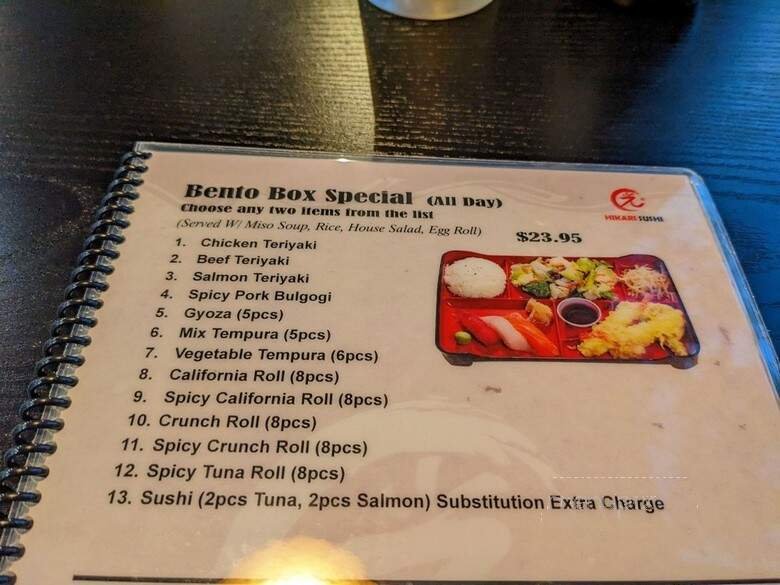 Bento Box Special (All Day)
Choose any two items from the list
(Served W/ Miso Soup, Rice, House Salad, Egg Roll)
$23.95
HIKARI SUSHI
1. Chicken Teriyaki
2. Beef Teriyaki
3. Salmon Teriyaki
4. Spicy Pork Bulgogi
5. Gyoza (5pcs)
6. Mix Tempura (5pcs)
7. Vegetable Tempura (6pcs)
8. California Roll (8pcs)
9. Spicy California Roll (8pcs)
10. Crunch Roll (8pcs)
11. Spicy Crunch Roll (8pcs)
12. Spicy Tuna Roll (8pcs)
13. Sushi (2pcs Tuna, 2pcs Salmon) Substitution Extra Charge